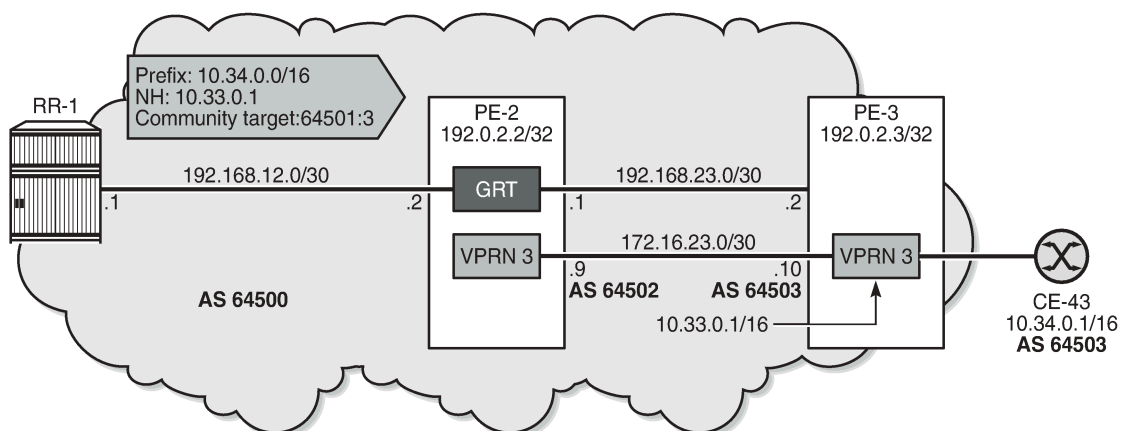 Prefix: 10.34.0.0/16
NH: 10.33.0.1
Community target:64501:3
RR-1
PE-2
192.0.2.2/32
PE-3
192.0.2.3/32
192.168.12.0/30
GRT
192.168.23.0/30
.1
.2
.1
.2
172.16.23.0/30
VPRN 3
VPRN 3
.9
.10
AS 64500
AS 64502
AS 64503
10.33.0.1/16
CE-43
10.34.0.1/16
AS 64503